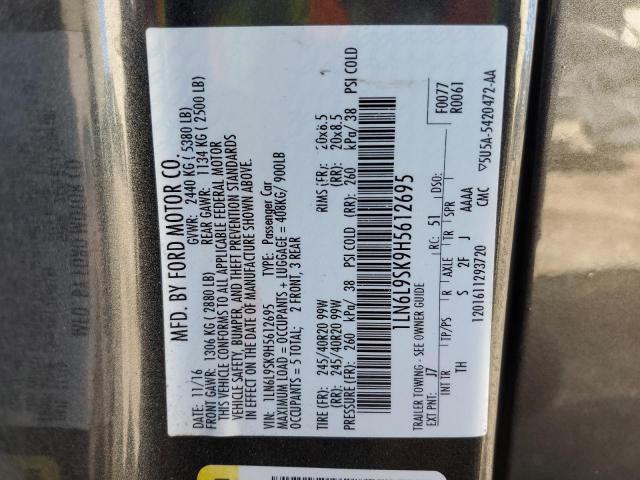 MFD. BY FORD MOTOR CO.
DATE: 11/16 GVWR: 2440 KG ( 5380 LB)
FRONT GAWR: 1306 KG ( 2880 LB) REAR GAWR: 1134 KG ( 2500 LB)
THIS VEHICLE CONFORMS TO ALL APPLICABLE FEDERAL MOTOR
VEHICLE SAFETY, BUMPER, AND THEFT PREVENTION STANDARDS
IN EFFECT ON THE DATE OF MANUFACTURE SHOWN ABOVE.
VIN: 1LN6L9SK9H5612695 TYPE: Passenger Car
MAXIMUM LOAD = OCCUPANTS + LUGGAGE = 408KG/ 900LB
OCCUPANTS = 5 TOTAL; 2 FRONT, 3 REAR
TIRE (FR): 245/40R20 99W RIMS (FR): 20x8.5
(RR): 245/40R20 99W (RR): 20x8.5
PRESSURE (FR): 260 kPa/ 38 (RR): 260 kPa/ 38 PSI COLD
1LN6L9SK9H5612695
TRAILER TOWING - SEE OWNER GUIDE
F0077
R0061
EXT PNT: J7 RC: 51 DSO:
INT TR TP/PS R AXLE TR SPR
TH S 2F J AAAA
1201611293720 CMC ▽5U5A-5420472-AA